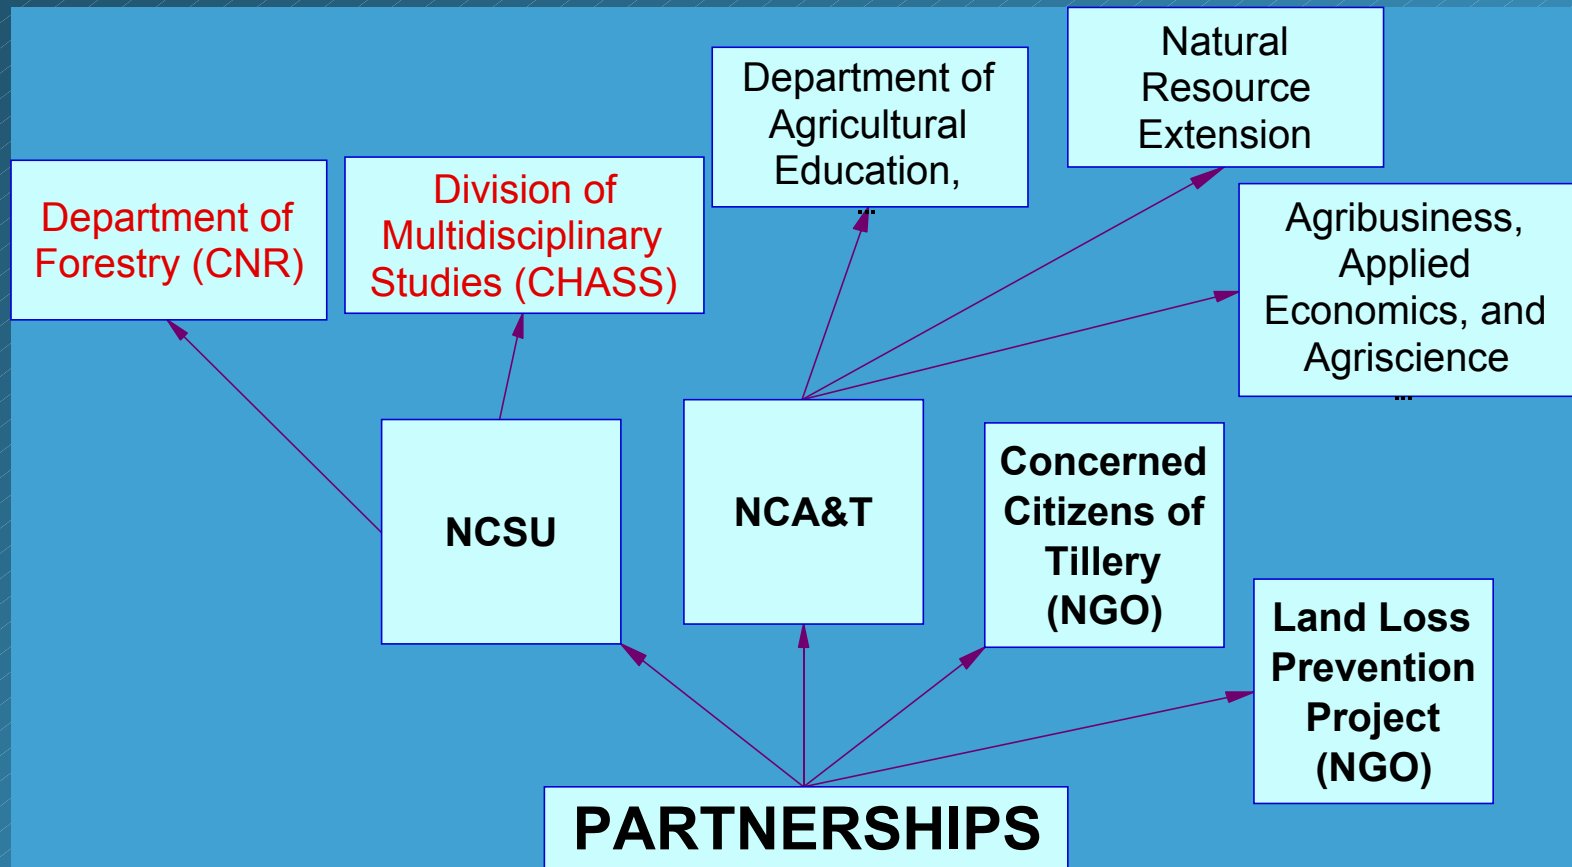 Natural
Resource
Extension
Department of
Agricultural
Education,
...
Department of
Forestry (CNR)
Division of
Multidisciplinary
Studies (CHASS)
Agribusiness,
Applied
Economics, and
Agriscience
...
NCSU
NCA&T
Concerned
Citizens of
Tillery
(NGO)
Land Loss
Prevention
Project
(NGO)
PARTNERSHIPS